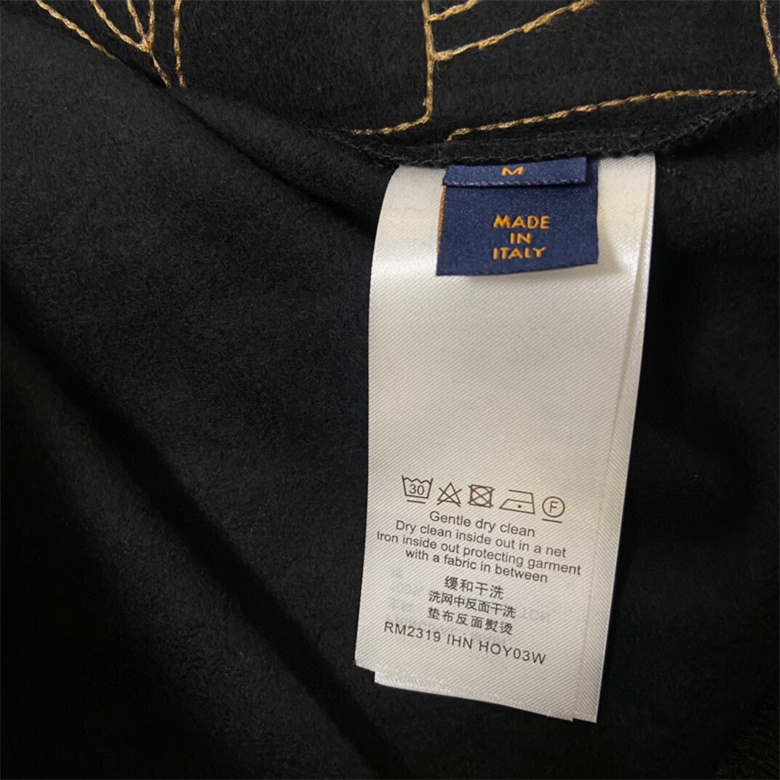 M
MADE
IN
ITALY
30
F
Gentle dry clean
Dry clean inside out in a net
Iron inside out protecting garment
with a fabric in between
缓和干洗
洗网中反面干洗
垫布反面熨烫
RM2319 IHN HOY03W